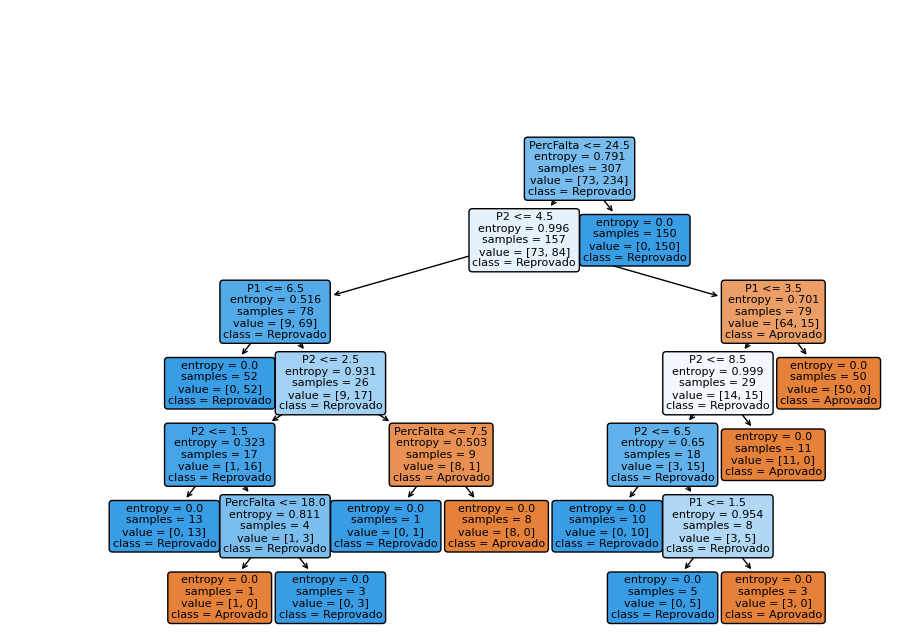 PercFalta <= 24.5
entropy = 0.791
samples = 307
value = [73, 234]
class = Reprovado
P2 <= 4.5
entropy = 0.996
samples = 157
value = [73, 84]
class = Reprovado
entropy = 0.0
samples = 150
value = [0, 150]
class = Reprovado
P1 <= 6.5
entropy = 0.516
samples = 78
value = [9, 69]
class = Reprovado
P1 <= 3.5
entropy = 0.701
samples = 79
value = [64, 15]
class = Aprovado
entropy = 0.0
samples = 52
value = [0, 52]
class = Reprovado
P2 <= 2.5
entropy = 0.931
samples = 26
value = [9, 17]
class = Reprovado
P2 <= 8.5
entropy = 0.999
samples = 29
value = [14, 15]
class = Reprovado
entropy = 0.0
samples = 50
value = [50, 0]
class = Aprovado
P2 <= 1.5
entropy = 0.323
samples = 17
value = [1, 16]
class = Reprovado
PercFalta <= 7.5
entropy = 0.503
samples = 9
value = [8, 1]
class = Aprovado
P2 <= 6.5
entropy = 0.65
samples = 18
value = [3, 15]
class = Reprovado
entropy = 0.0
samples = 11
value = [11, 0]
class = Aprovado
entropy = 0.0
samples = 13
value = [0, 13]
class = Reprovado
PercFalta <= 18.0
entropy = 0.811
samples = 4
value = [1, 3]
class = Reprovado
entropy = 0.0
samples = 1
value = [0, 1]
class = Reprovado
entropy = 0.0
samples = 8
value = [8, 0]
class = Aprovado
entropy = 0.0
samples = 10
value = [0, 10]
class = Reprovado
P1 <= 1.5
entropy = 0.954
samples = 8
value = [3, 5]
class = Reprovado
entropy = 0.0
samples = 1
value = [1, 0]
class = Aprovado
entropy = 0.0
samples = 3
value = [0, 3]
class = Reprovado
entropy = 0.0
samples = 5
value = [0, 5]
class = Reprovado
entropy = 0.0
samples = 3
value = [3, 0]
class = Aprovado